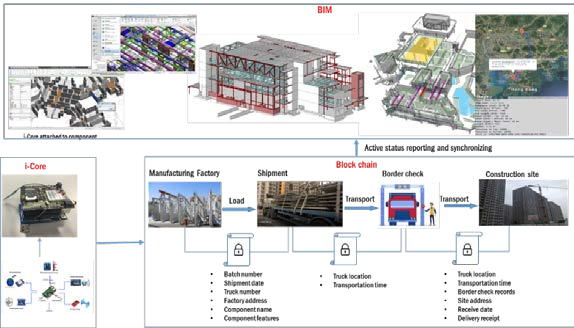 BIM
i-Core attached to component
Hong Kong
Active status reporting and synchronizing
i-Core
Block chain
Manufacturing Factory
Shipment
Border check
Construction site
Load
Transport
Transport
• Batch number
• Shipment date
• Truck number
• Factory address
• Component name
• Component features
• Truck location
• Transportation time
• Truck location
• Transportation time
• Border check records
• Site address
• Receive date
• Delivery receipt